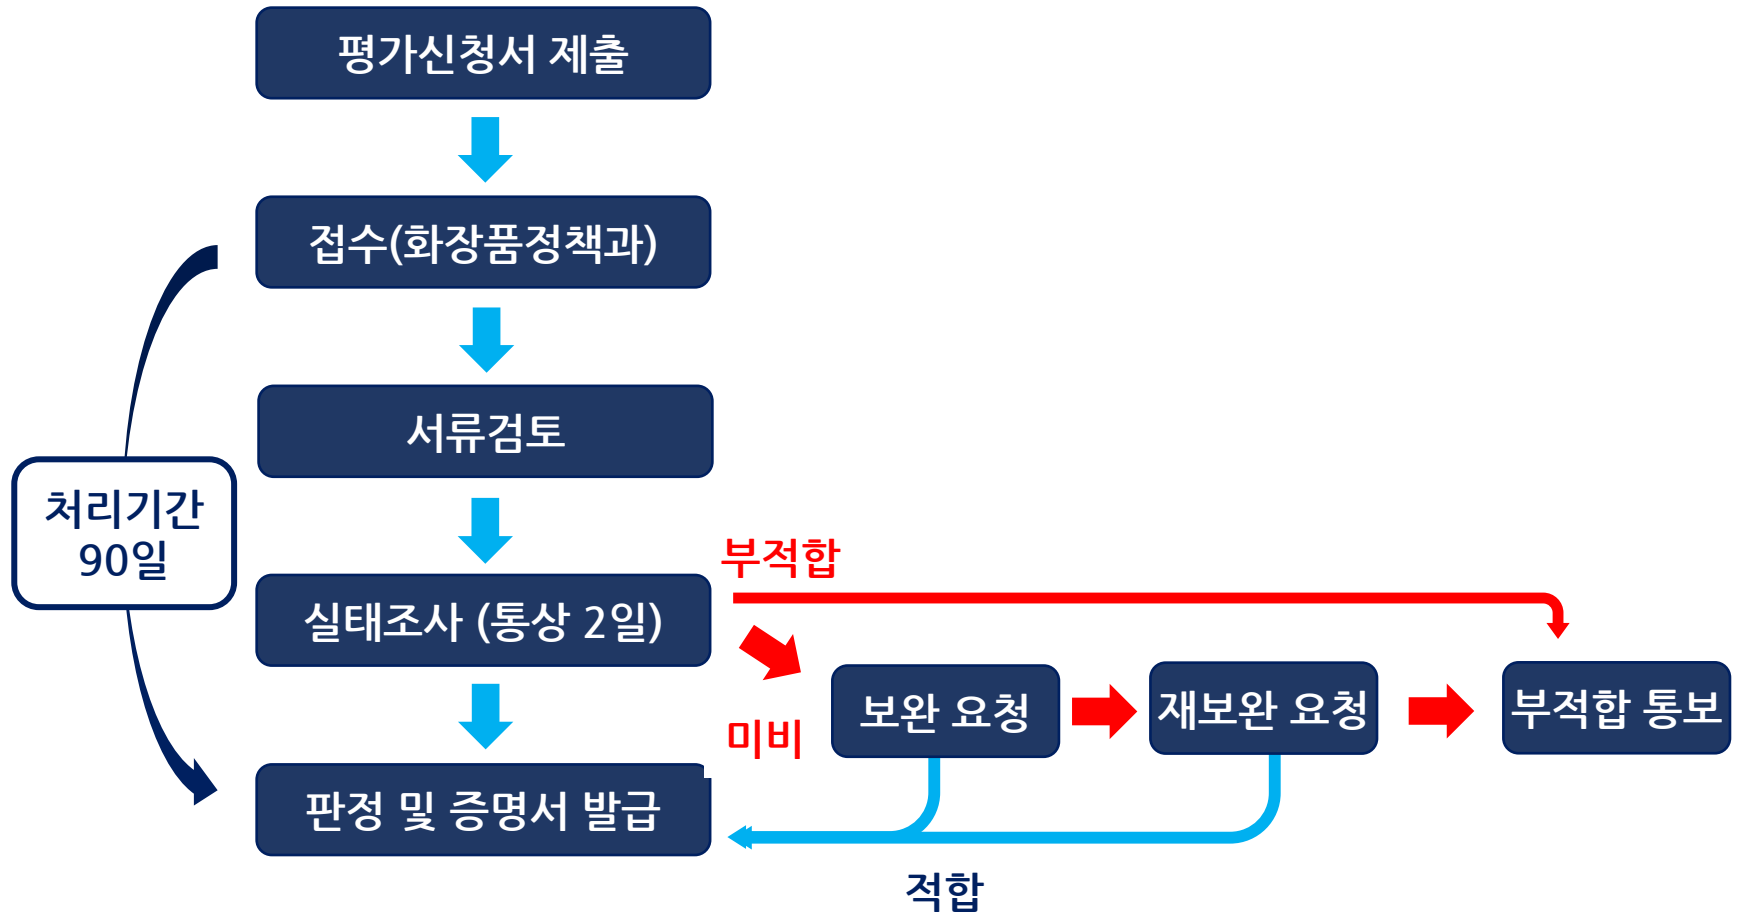 평가신청서 제출
접수(화장품정책과)
서류검토
처리기간
90일
실태조사 (통상 2일)
부적합
미비
보완 요청
재보완 요청
부적합 통보
판정 및 증명서 발급
적합